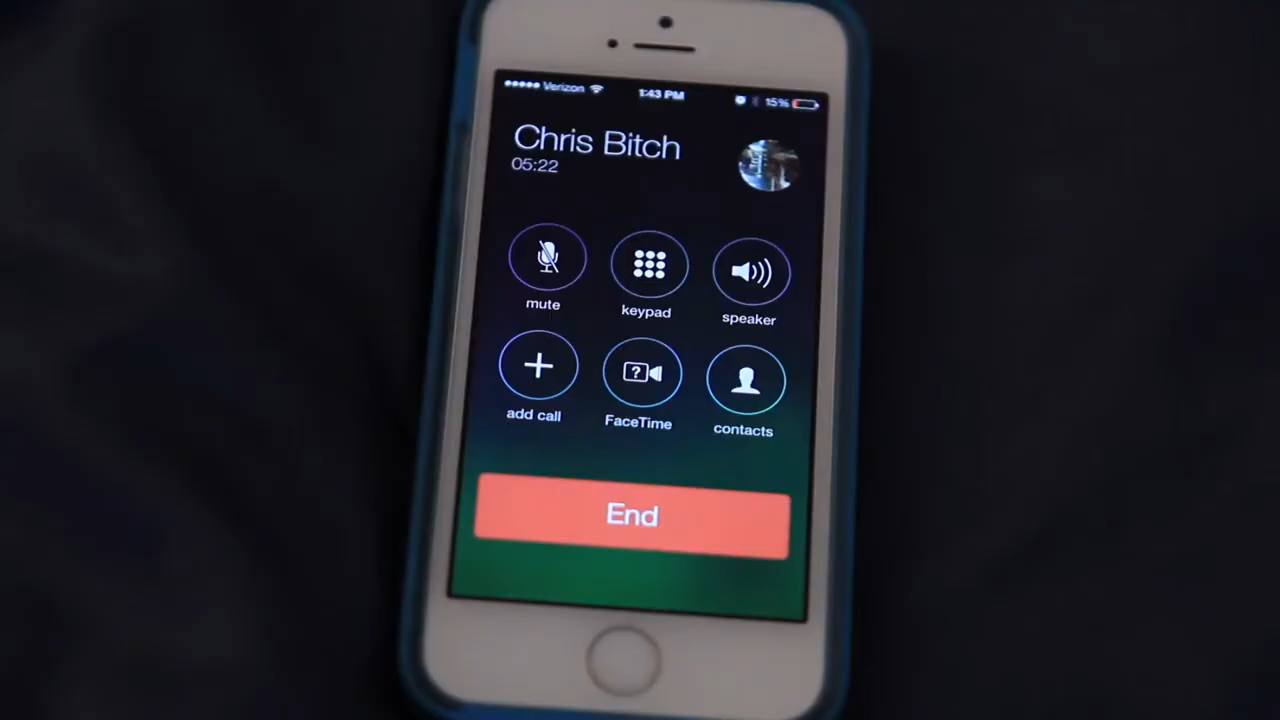 Verizon 1:43 PM 15%
Chris Bitch
05:22
mute keypad speaker
?
add call FaceTime contacts
End